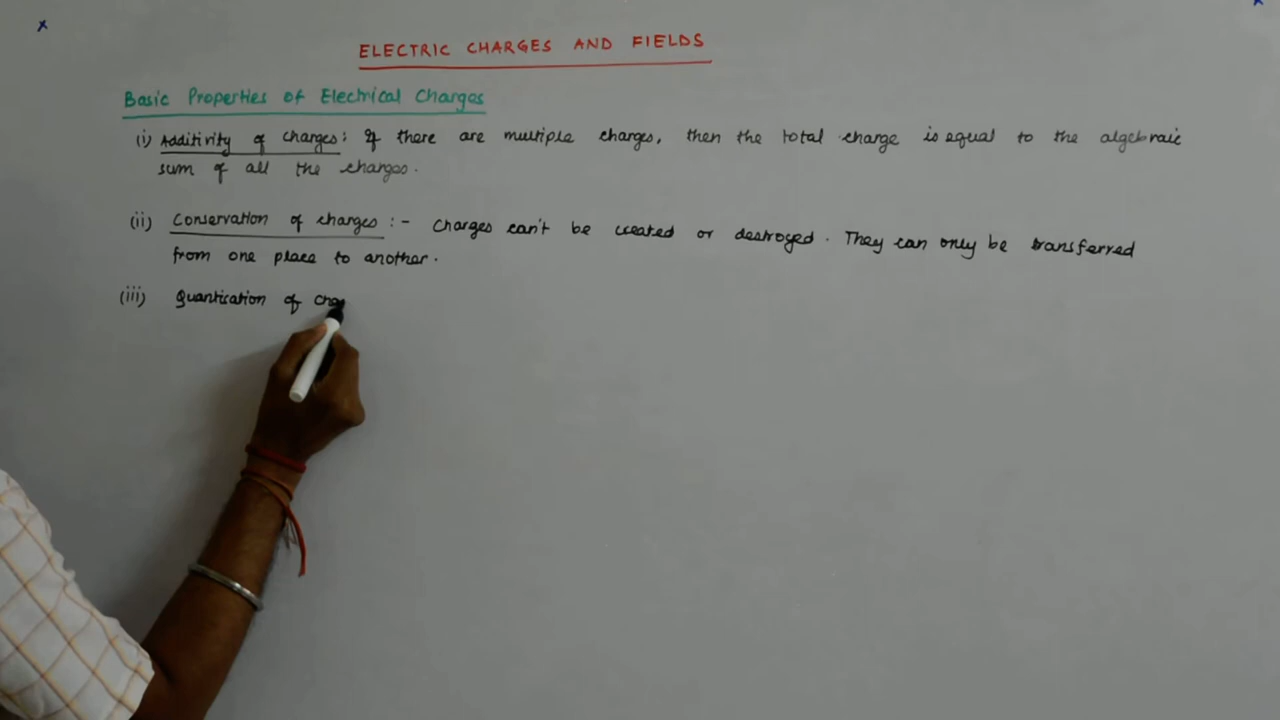 ELECTRIC CHARGES AND FIELDS
Basic Properties of Electrical Charges
(i) Additivity of charges: If there are multiple charges, then the total charge is equal to the algebraic
sum of all the charges.
(ii) Conservation of charges :- Charges can't be created or destroyed. They can only be transferred
from one place to another.
(iii) Quantisation of Cha